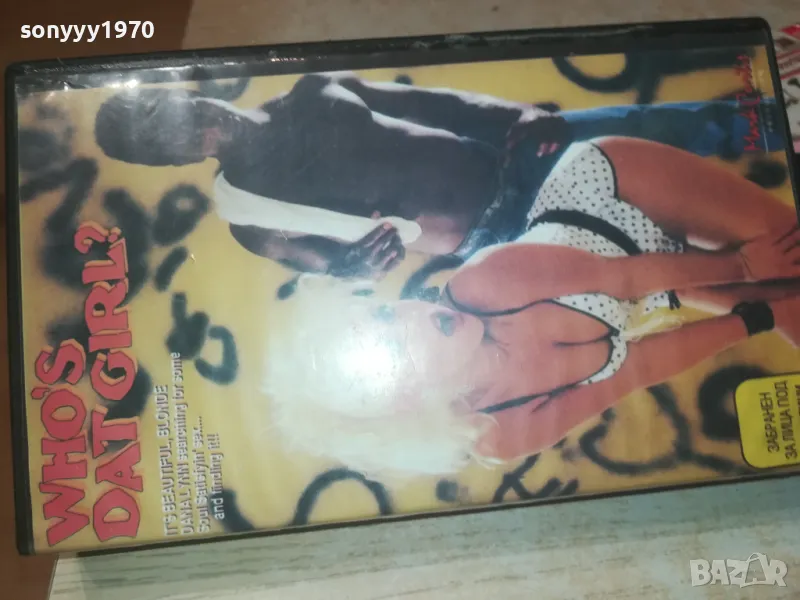 sonyyy1970
WHO'S
DAT GIRL?
IT'S BEAUTIFUL, BLONDE
DANA LYNN searching for some
Soul Satisfyin' sex....
and finding it!!
ЗАБРАНЕН
ЗА ЛИЦА ПОД
BAZAR